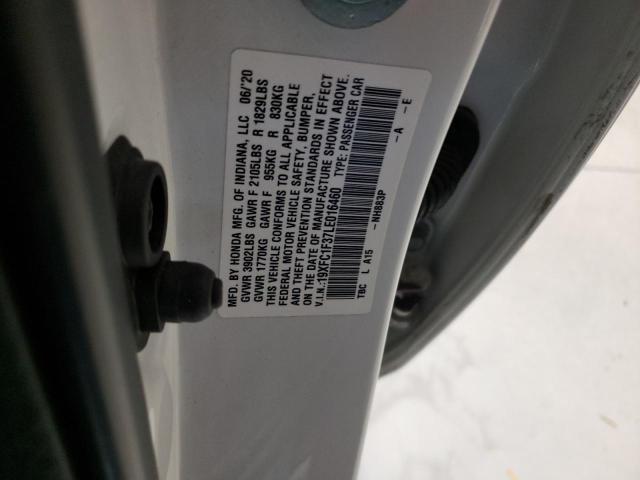 MFD. BY HONDA MFG. OF INDIANA, LLC 06/'20
GVWR 3902LBS GAWR F 2105LBS R 1829LBS
GVWR 1770KG GAWR F 955KG R 830KG
THIS VEHICLE CONFORMS TO ALL APPLICABLE
FEDERAL MOTOR VEHICLE SAFETY, BUMPER,
AND THEFT PREVENTION STANDARDS IN EFFECT
ON THE DATE OF MANUFACTURE SHOWN ABOVE.
V.I.N.:19XFC1F37LE016460 TYPE: PASSENGER CAR
TBC L A15 – NH883P – A – E